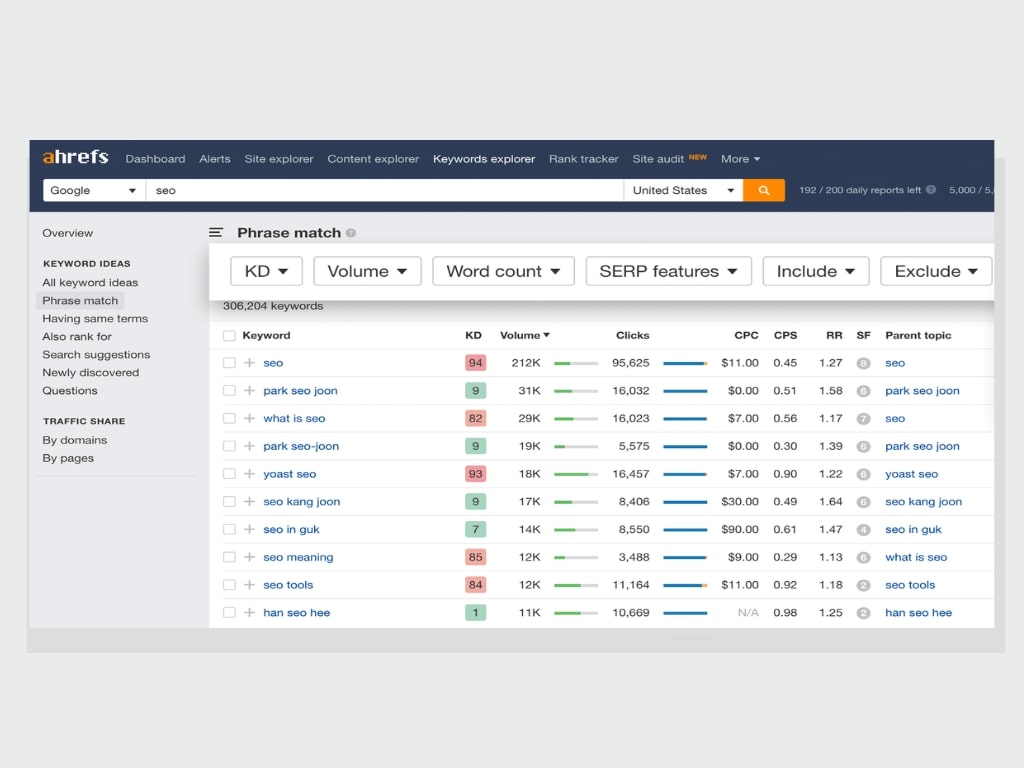 ahrefs Dashboard Alerts Site explorer Content explorer Keywords explorer Rank tracker Site audit NEW More
Google seo United States 192 / 200 daily reports left ? 5,000 / 5,
Overview
KEYWORD IDEAS
All keyword ideas
Phrase match
Having same terms
Also rank for
Search suggestions
Newly discovered
Questions
TRAFFIC SHARE
By domains
By pages
Phrase match ?
KD Volume Word count SERP features Include Exclude
306,204 keywords
Keyword KD Volume Clicks CPC CPS RR SF Parent topic
seo 94 212K 95,625 $11.00 0.45 1.27 8 seo
park seo joon 9 31K 16,032 $0.00 0.51 1.58 6 park seo joon
what is seo 82 29K 16,023 $7.00 0.56 1.17 7 seo
park seo-joon 9 19K 5,575 $0.00 0.30 1.39 6 park seo joon
yoast seo 93 18K 16,457 $7.00 0.90 1.22 6 yoast seo
seo kang joon 9 17K 8,406 $30.00 0.49 1.64 6 seo kang joon
seo in guk 7 14K 8,550 $90.00 0.61 1.47 4 seo in guk
seo meaning 85 12K 3,488 $9.00 0.29 1.13 6 what is seo
seo tools 84 12K 11,164 $11.00 0.92 1.18 2 seo tools
han seo hee 1 11K 10,669 N/A 0.98 1.25 2 han seo hee